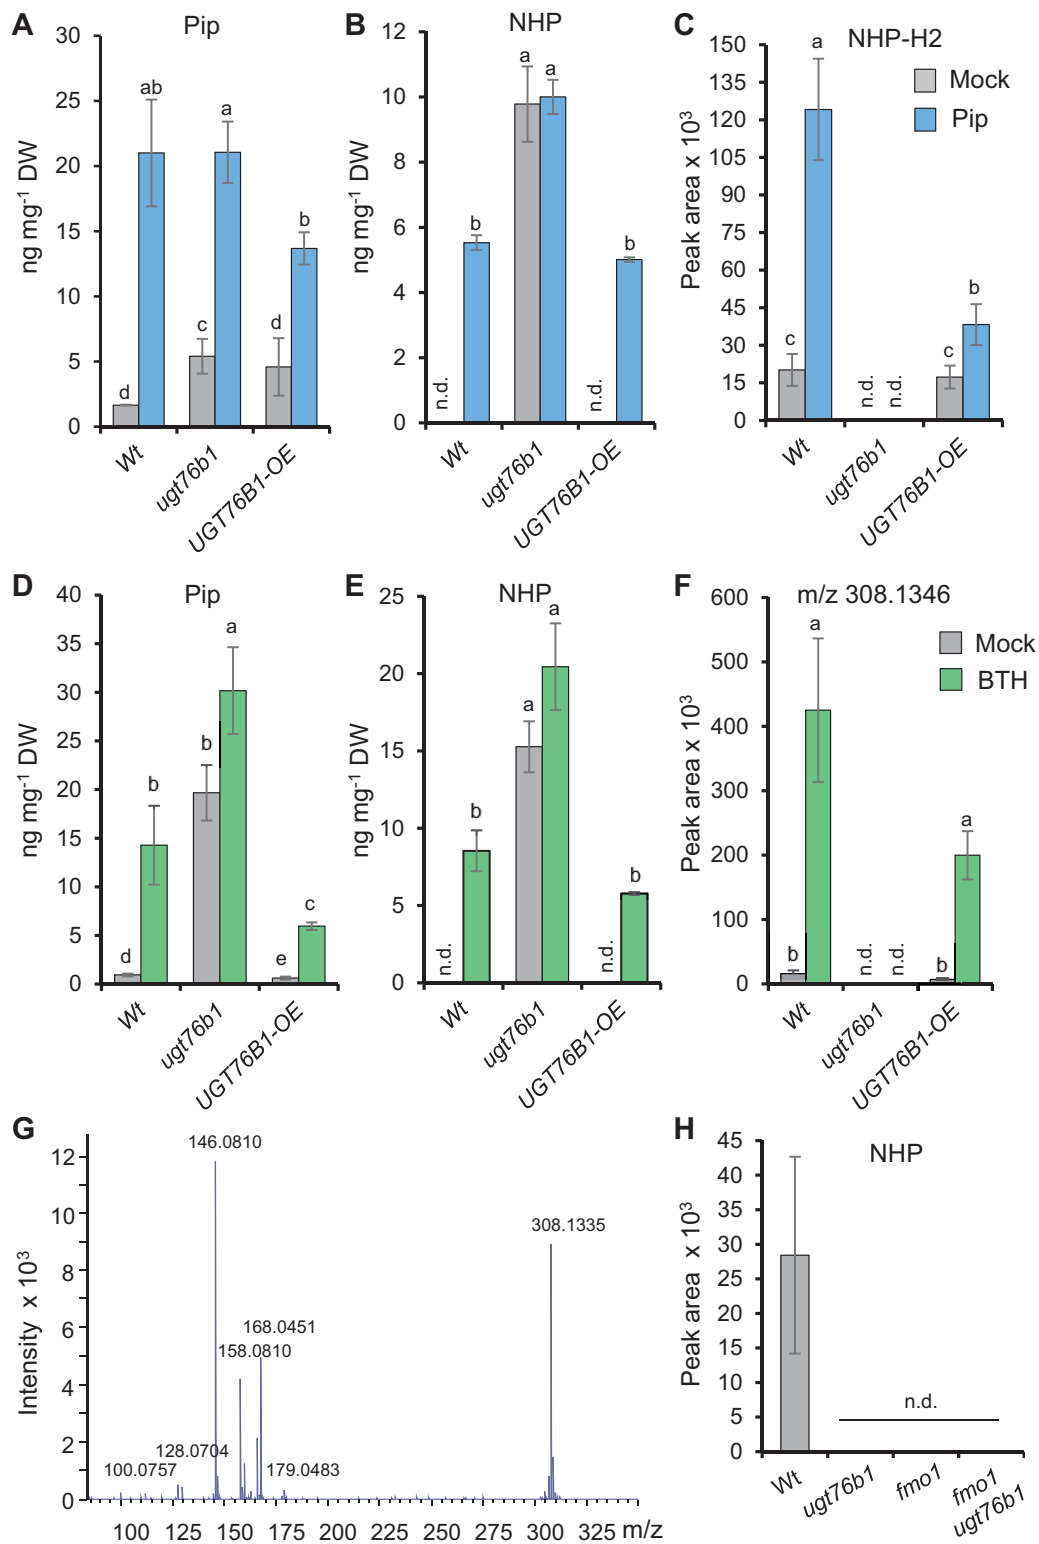 A
Pip
30
25
20
15
10
5
0
ng mg⁻¹ DW
d
ab
c
a
d
b
Wt
ugt76b1
UGT76B1-OE
B
NHP
12
10
8
6
4
2
0
ng mg⁻¹ DW
n.d.
b
a
a
n.d.
b
Wt
ugt76b1
UGT76B1-OE
C
NHP-H2
Mock
Pip
150
135
120
105
90
75
60
45
30
15
0
Peak area x 10³
c
a
n.d.
n.d.
c
b
Wt
ugt76b1
UGT76B1-OE
D
Pip
40
35
30
25
20
15
10
5
0
ng mg⁻¹ DW
d
b
b
a
e
c
Wt
ugt76b1
UGT76B1-OE
E
NHP
25
20
15
10
5
0
ng mg⁻¹ DW
n.d.
b
a
a
n.d.
b
Wt
ugt76b1
UGT76B1-OE
F
m/z 308.1346
Mock
BTH
600
500
400
300
200
100
0
Peak area x 10³
b
a
n.d.
n.d.
b
a
Wt
ugt76b1
UGT76B1-OE
G
12
10
8
6
4
2
0
Intensity x 10³
146.0810
308.1335
168.0451
158.0810
128.0704
100.0757
179.0483
100 125 150 175 200 225 250 275 300 325 m/z
H
NHP
45
40
35
30
25
20
15
10
5
0
Peak area x 10³
n.d.
Wt
ugt76b1
fmo1
fmo1
ugt76b1